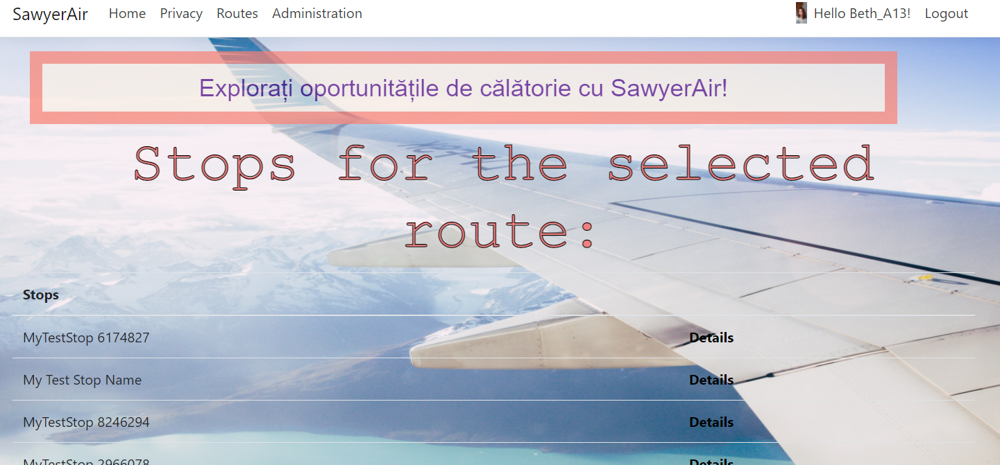 SawyerAir Home Privacy Routes Administration Hello Beth_A13! Logout
Explorați oportunitățile de călătorie cu SawyerAir!
Stops for the selected
route:
Stops
MyTestStop 6174827 Details
My Test Stop Name Details
MyTestStop 8246294 Details
MyTestStop 2966078 Details